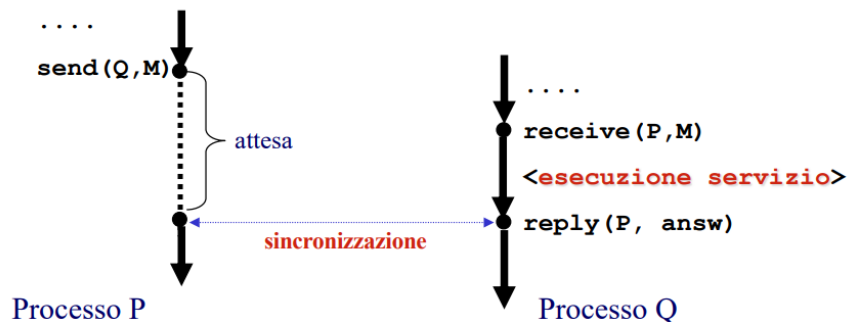 ....
send(Q,M)
attesa
....
receive(P,M)
<esecuzione servizio>
reply(P, answ)
sincronizzazione
Processo P
Processo Q